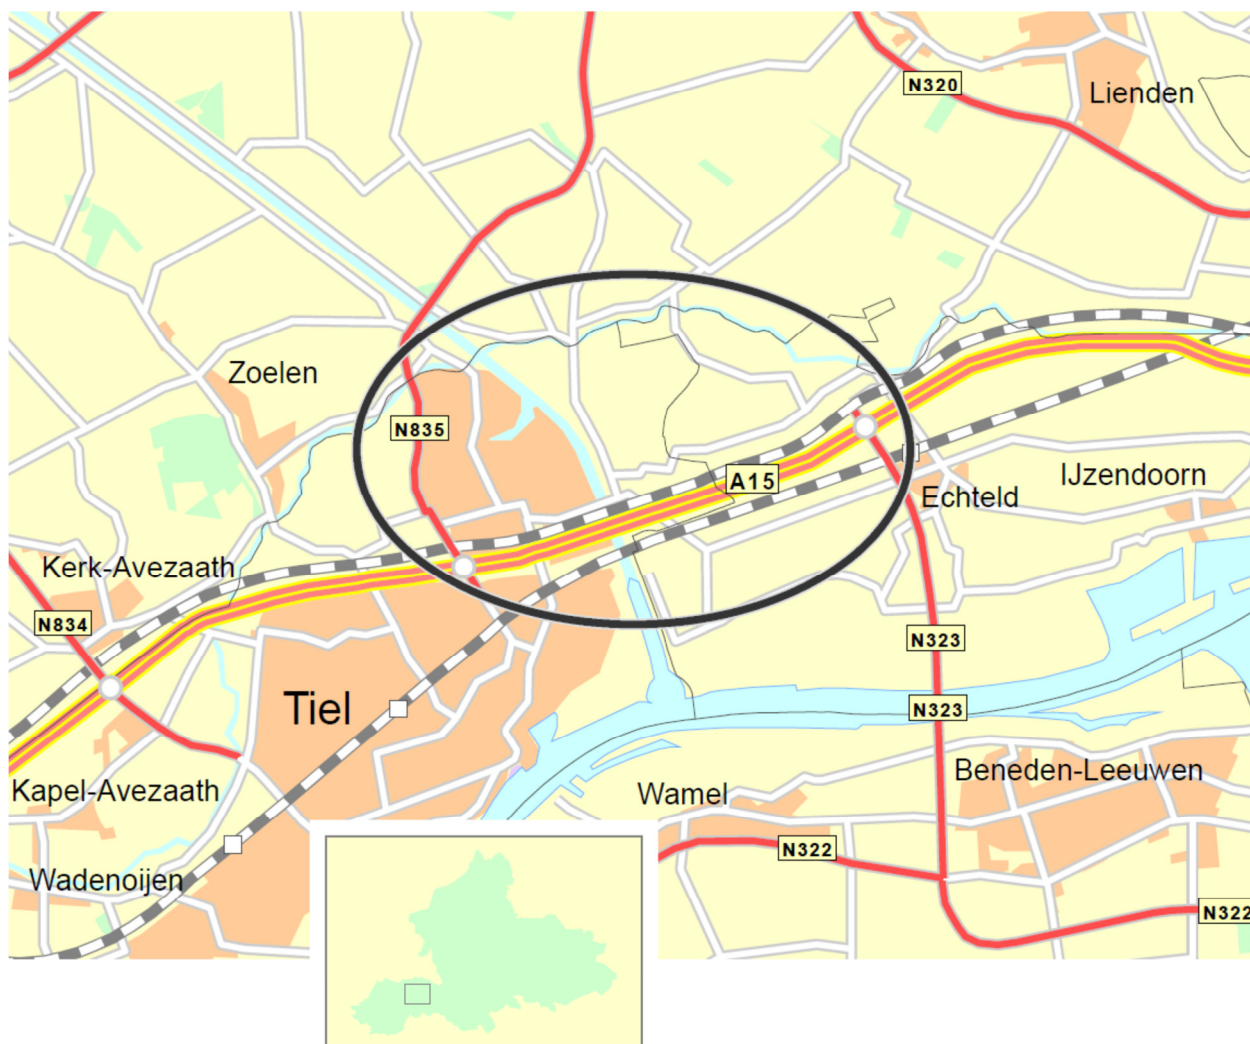 N320
Lienden
Zoelen
N835
A15
IJzendoorn
Echteld
Kerk-Avezaath
N834
N323
Tiel
N323
Beneden-Leeuwen
Kapel-Avezaath
Wamel
N322
Wadenoijen
N322